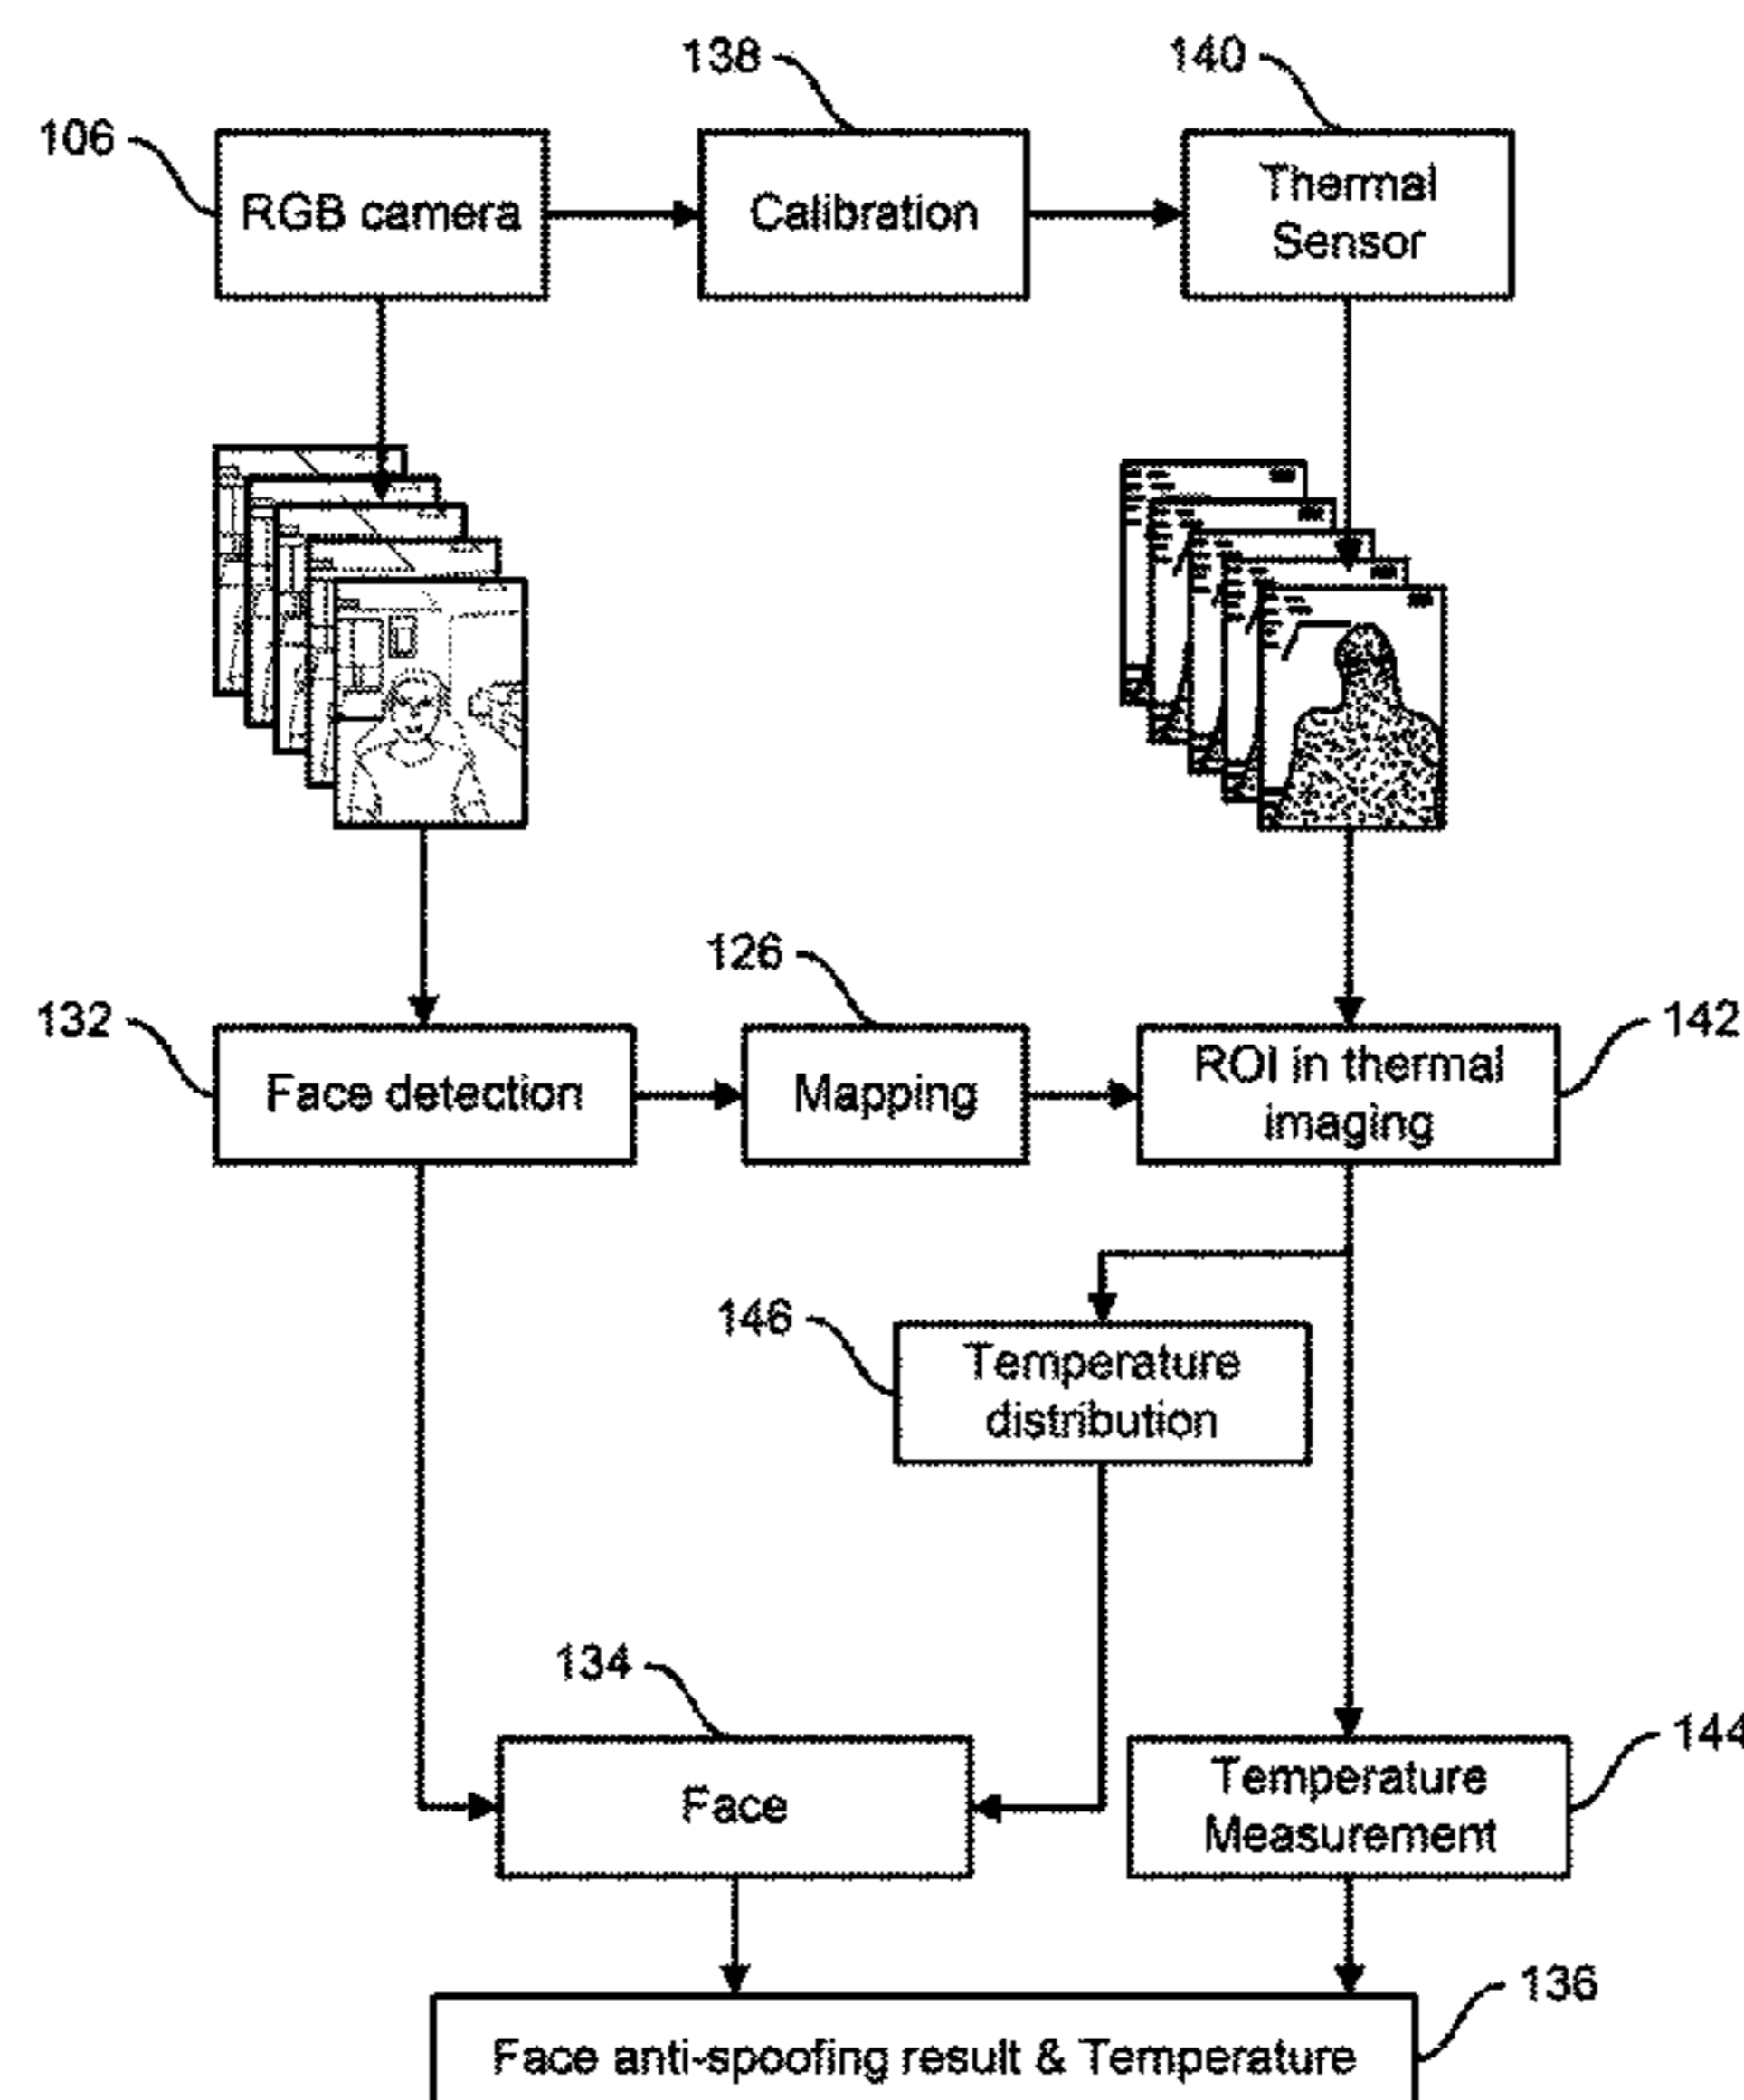 138
140
106
RGB camera
Calibration
Thermal
Sensor
126
132
142
Face detection
Mapping
ROI in thermal
imaging
146
Temperature
distribution
134
144
Face
Temperature
Measurement
136
Face anti-spoofing result & Temperature